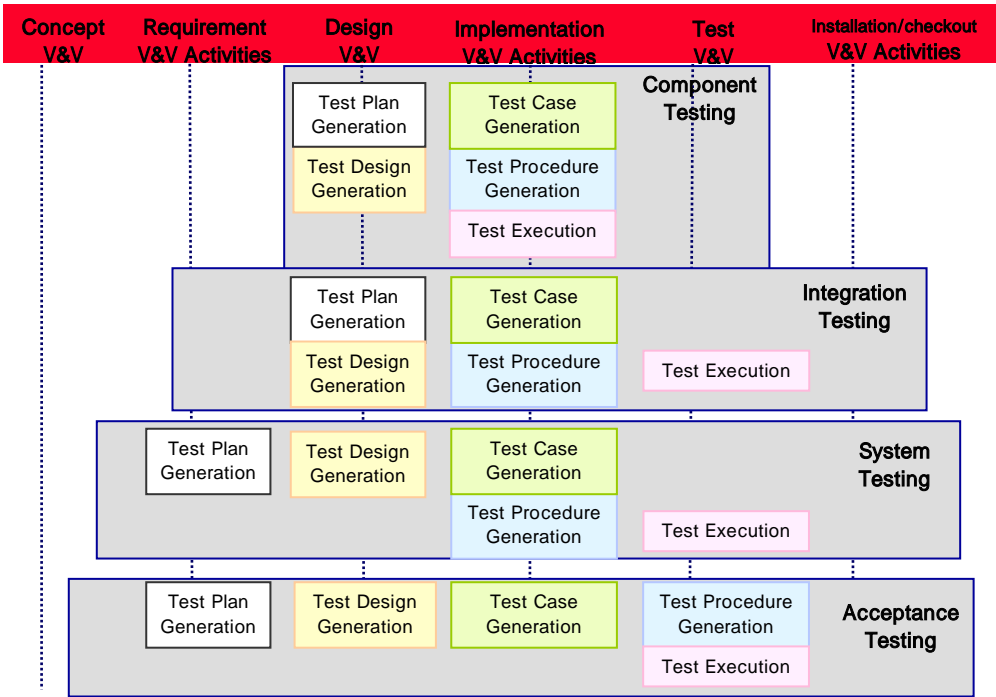 Concept
V&V
Requirement
V&V Activities
Design
V&V
Implementation
V&V Activities
Test
V&V
Installation/checkout
V&V Activities
Component
Testing
Test Plan
Generation
Test Case
Generation
Test Design
Generation
Test Procedure
Generation
Test Execution
Integration
Testing
Test Plan
Generation
Test Case
Generation
Test Design
Generation
Test Procedure
Generation
Test Execution
System
Testing
Test Plan
Generation
Test Design
Generation
Test Case
Generation
Test Procedure
Generation
Test Execution
Acceptance
Testing
Test Plan
Generation
Test Design
Generation
Test Case
Generation
Test Procedure
Generation
Test Execution